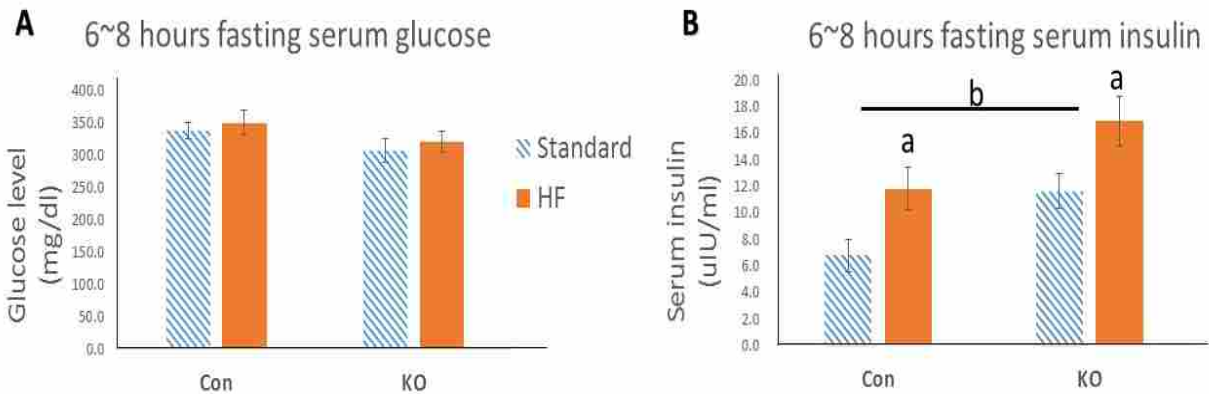 A
6~8 hours fasting serum glucose
Glucose level
(mg/dl)
400.0
350.0
300.0
250.0
200.0
150.0
100.0
50.0
0.0
Con
KO
Standard
HF
B
6~8 hours fasting serum insulin
Serum insulin
(uIU/ml)
20.0
18.0
16.0
14.0
12.0
10.0
8.0
6.0
4.0
2.0
0.0
a
b
a
Con
KO